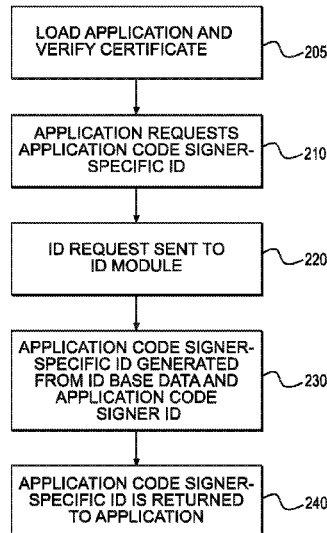 LOAD APPLICATION AND
VERIFY CERTIFICATE
205
APPLICATION REQUESTS
APPLICATION CODE SIGNER-
SPECIFIC ID
210
ID REQUEST SENT TO
ID MODULE
220
APPLICATION CODE SIGNER-
SPECIFIC ID GENERATED
FROM ID BASE DATA AND
APPLICATION CODE
SIGNER ID
230
APPLICATION CODE SIGNER-
SPECIFIC ID IS RETURNED
TO APPLICATION
240